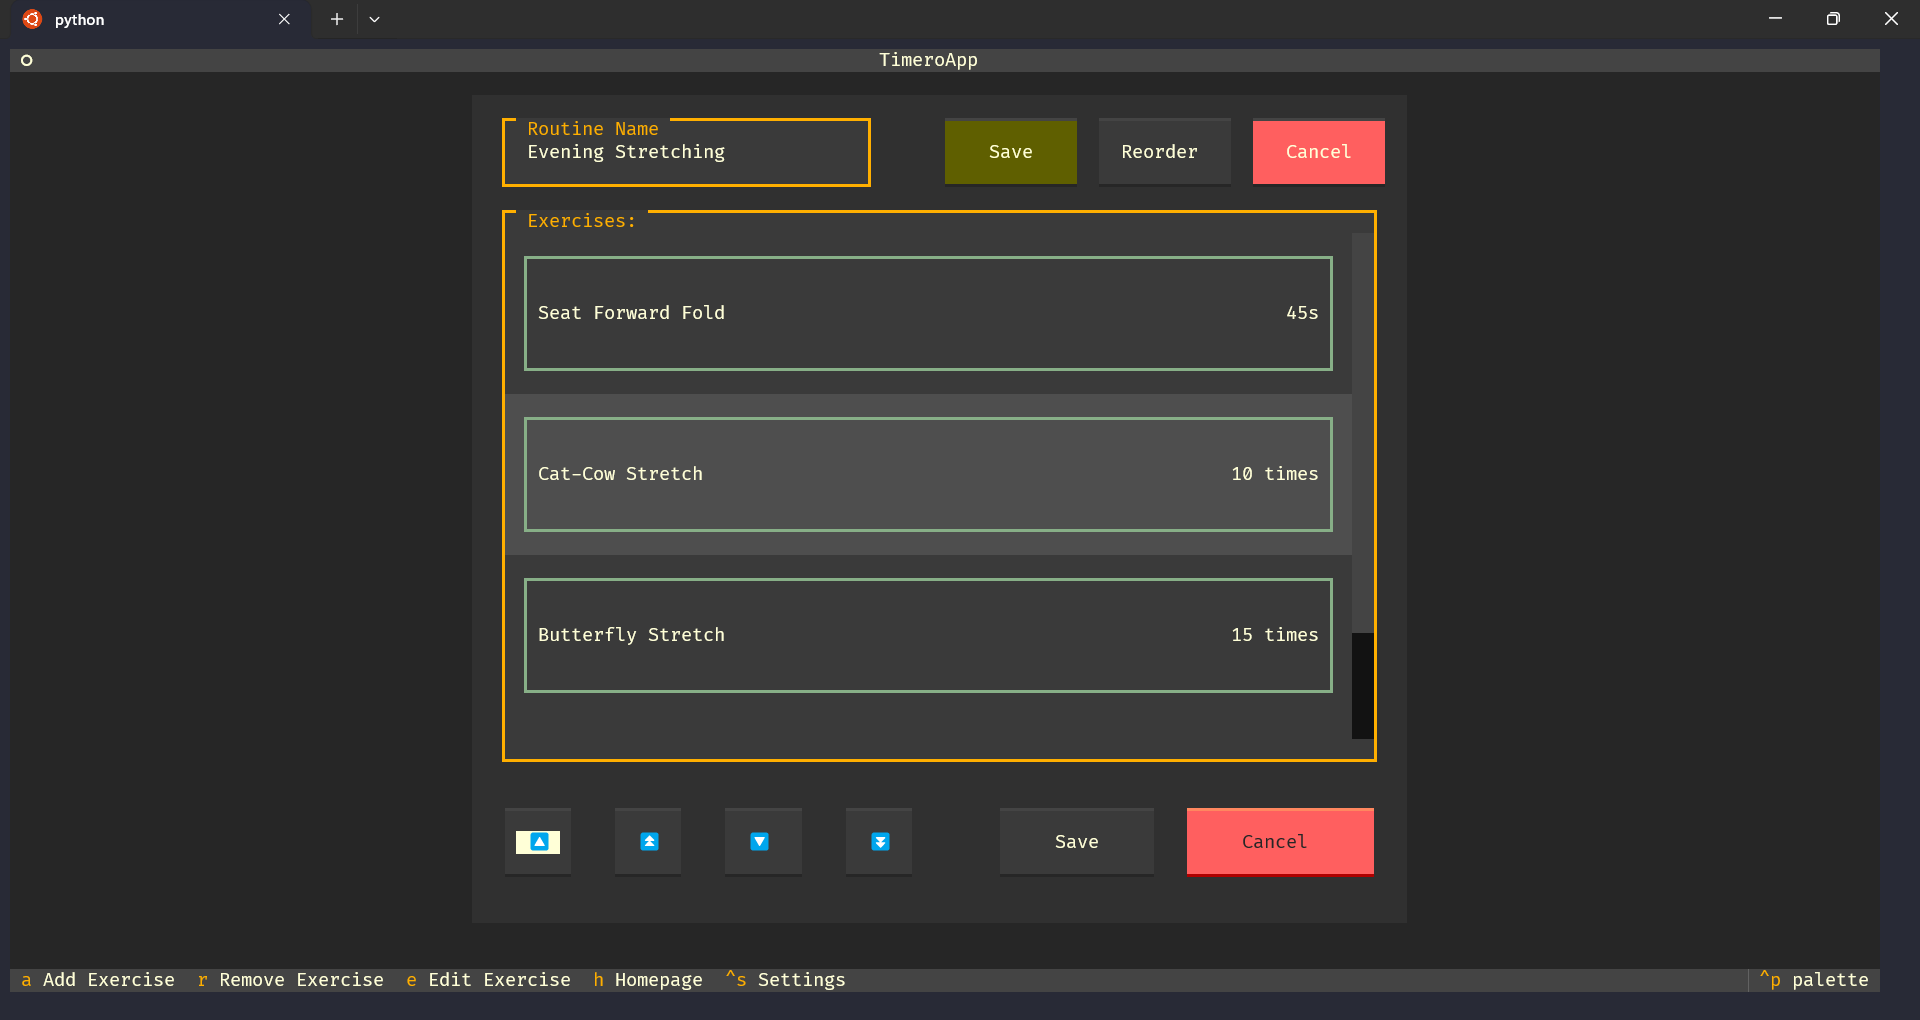 python
TimeroApp
Routine Name
Evening Stretching
Save
Reorder
Cancel
Exercises:
Seat Forward Fold 45s
Cat-Cow Stretch 10 times
Butterfly Stretch 15 times
Save
Cancel
a Add Exercise r Remove Exercise e Edit Exercise h Homepage ^s Settings ^p palette